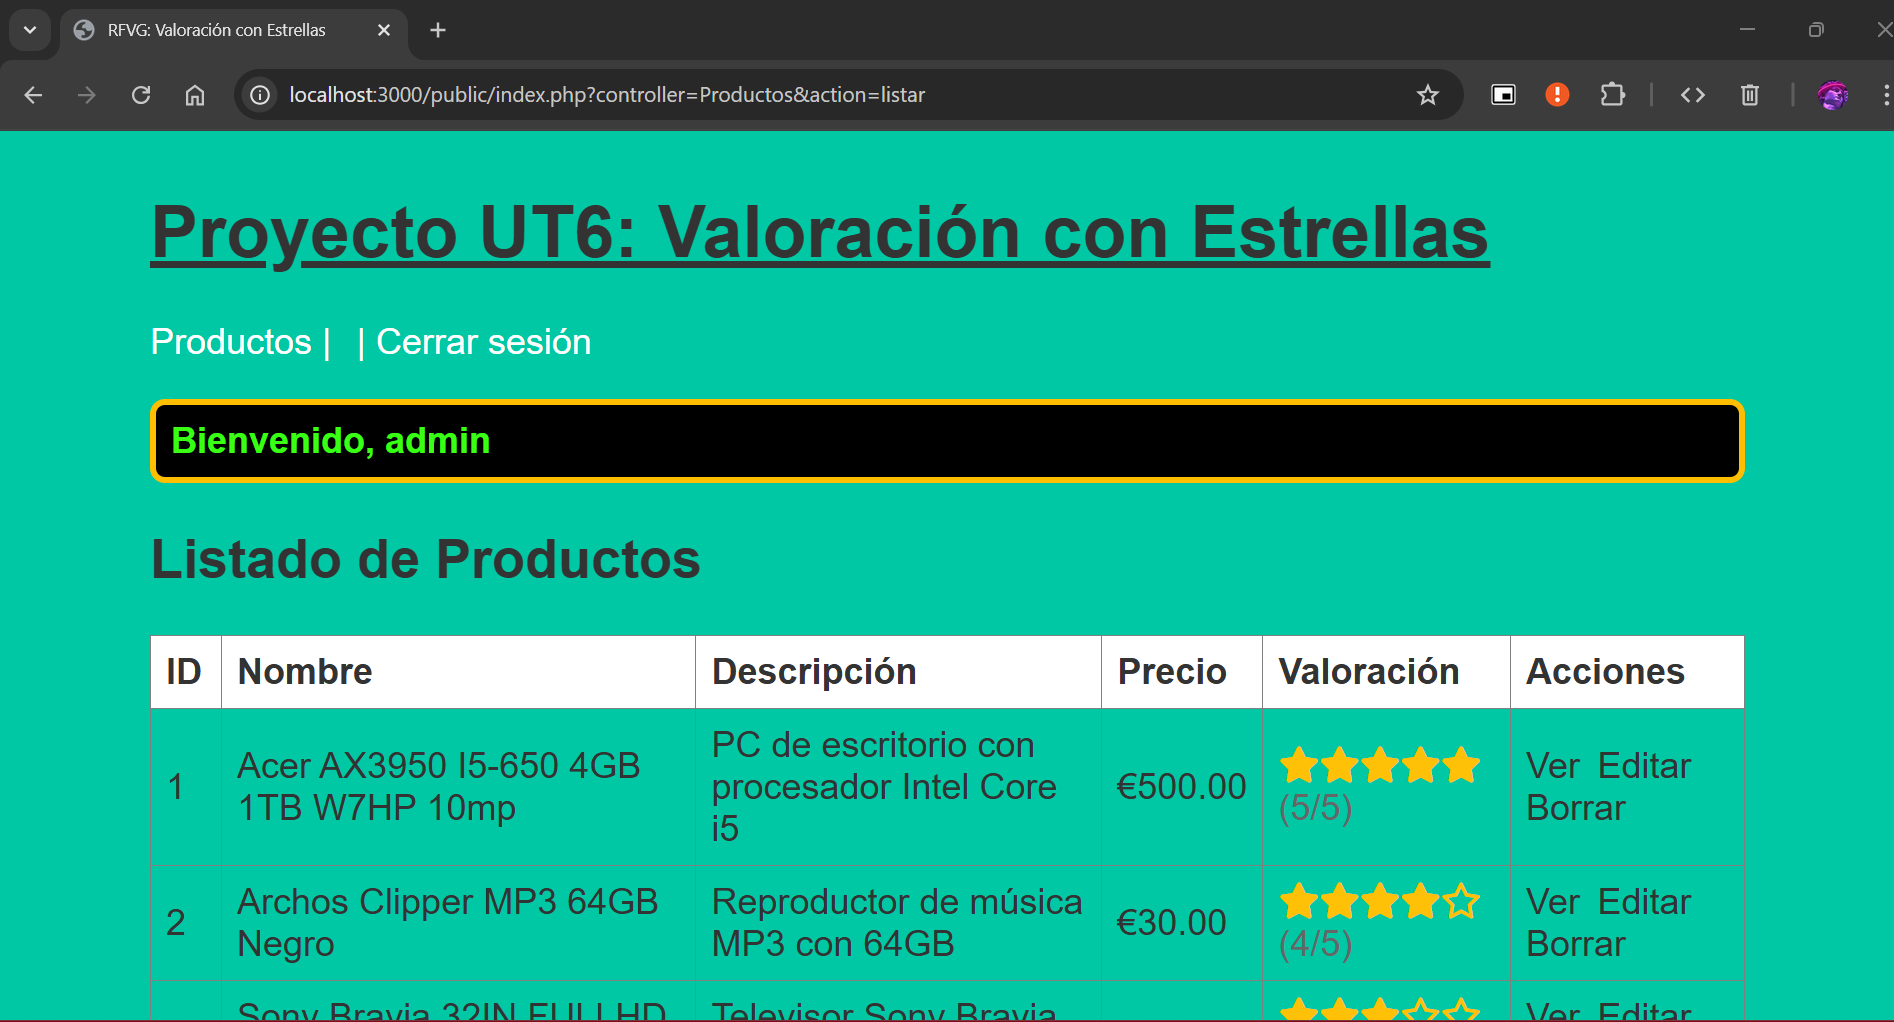 RFVG: Valoración con Estrellas
localhost:3000/public/index.php?controller=Productos&action=listar
Proyecto UT6: Valoración con Estrellas
Productos | | Cerrar sesión
Bienvenido, admin
Listado de Productos
ID Nombre Descripción Precio Valoración Acciones
1
Acer AX3950 I5-650 4GB
1TB W7HP 10mp
PC de escritorio con
procesador Intel Core
i5
€500.00
(5/5)
Ver Editar
Borrar
2
Archos Clipper MP3 64GB
Negro
Reproductor de música
MP3 con 64GB
€30.00
(4/5)
Ver Editar
Borrar
Sony Bravia 32IN FULLHD
Televisor Sony Bravia
Ver Editar